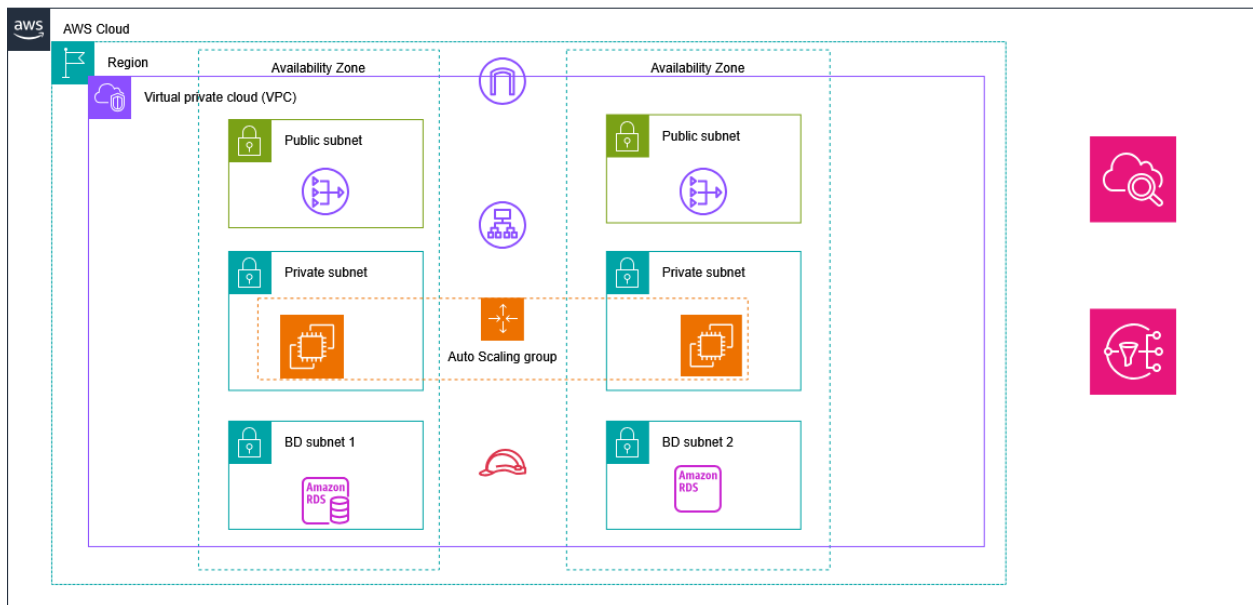 aws
AWS Cloud
Region
Availability Zone
Availability Zone
Virtual private cloud (VPC)
Public subnet
Public subnet
Private subnet
Private subnet
Auto Scaling group
BD subnet 1
BD subnet 2
Amazon
RDS
Amazon
RDS